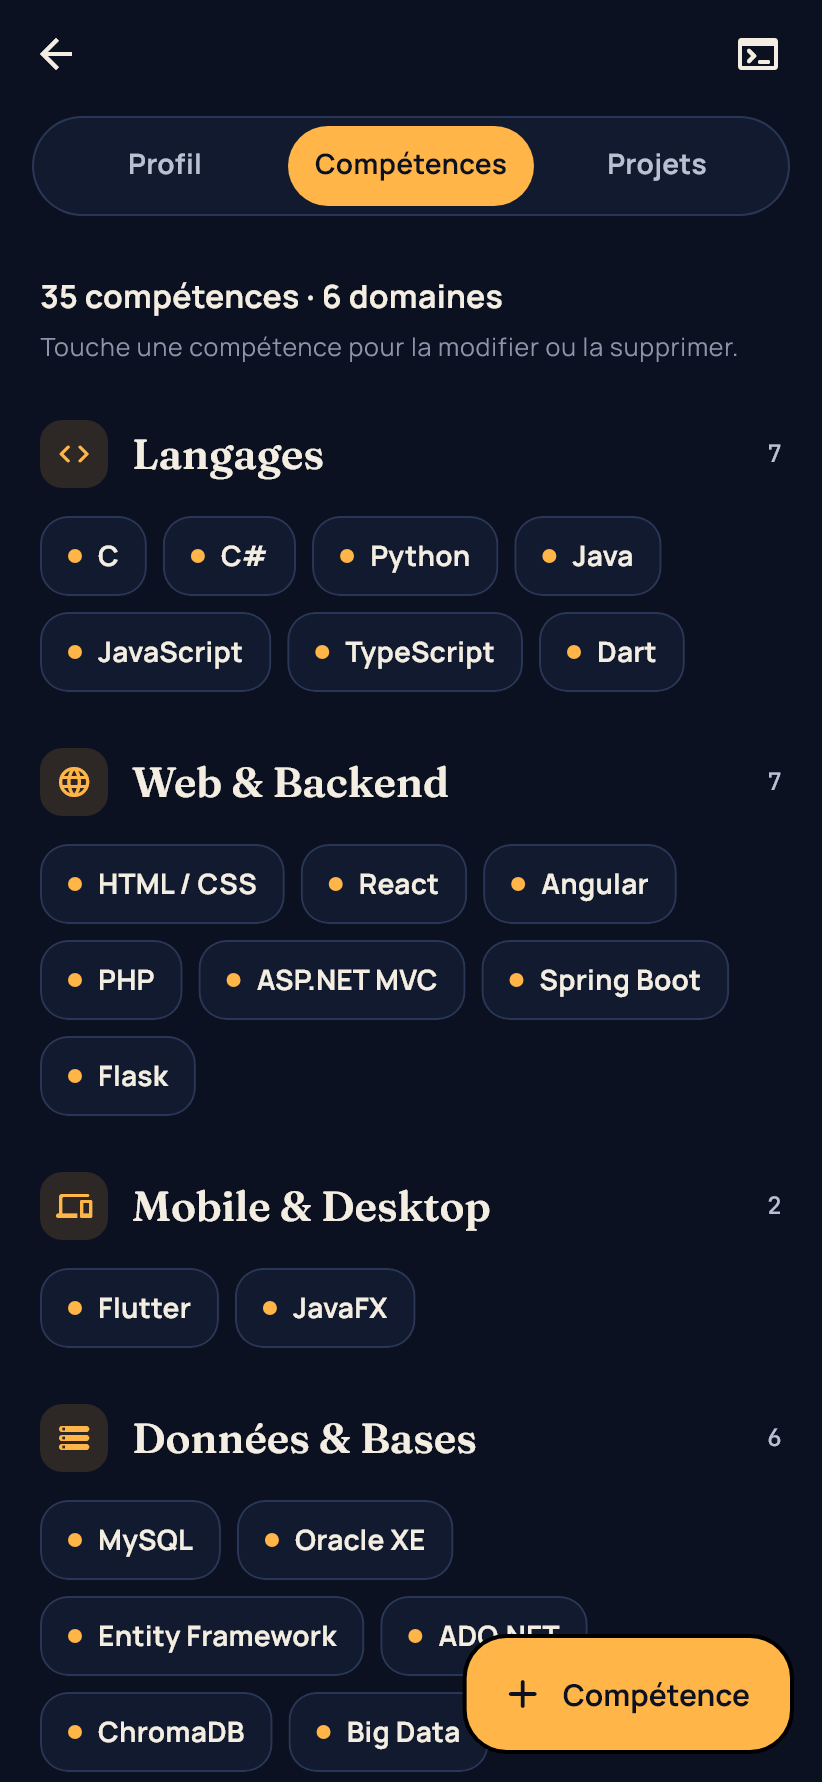 Profil Compétences Projets
35 compétences · 6 domaines
Touche une compétence pour la modifier ou la supprimer.
Langages 7
C C# Python Java
JavaScript TypeScript Dart
Web & Backend 7
HTML / CSS React Angular
PHP ASP.NET MVC Spring Boot
Flask
Mobile & Desktop 2
Flutter JavaFX
Données & Bases 6
MySQL Oracle XE
Entity Framework ADO.NET
ChromaDB Big Data
+ Compétence